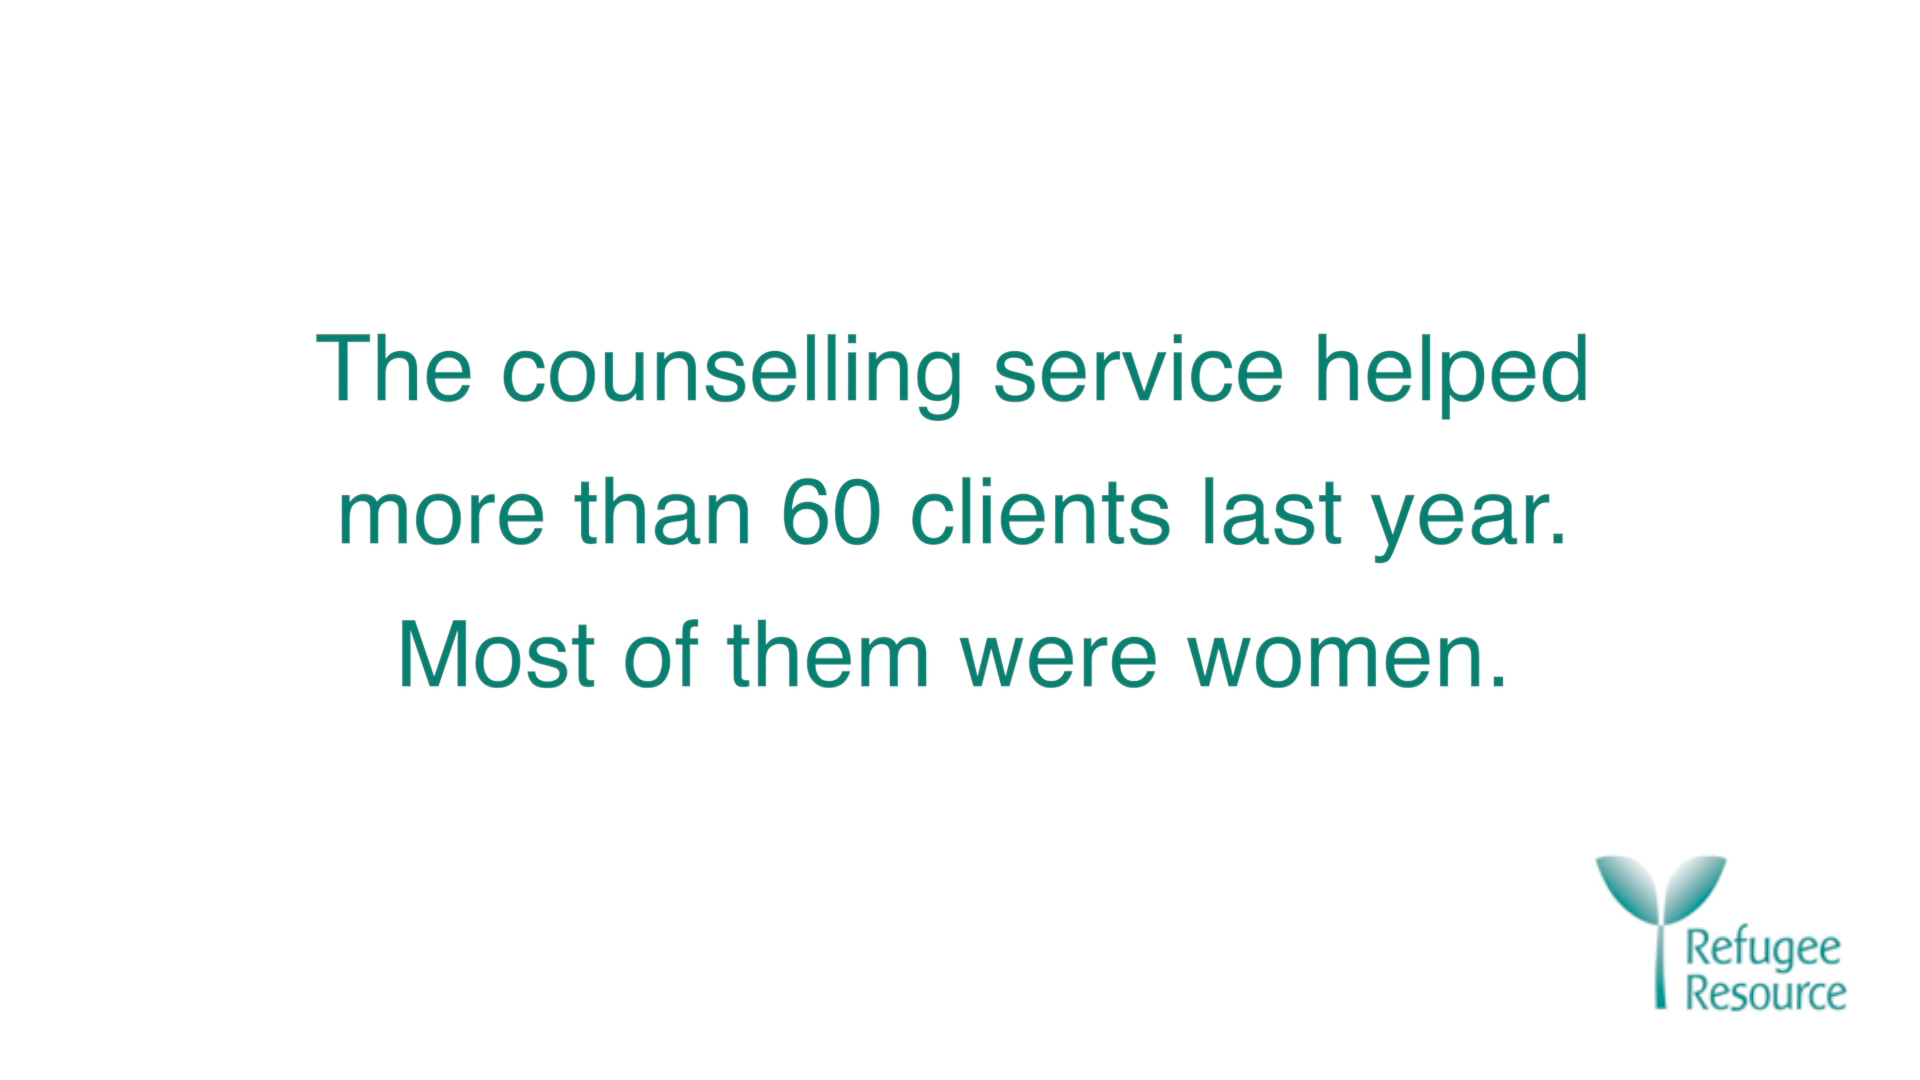 The counselling service helped
more than 60 clients last year.
Most of them were women.
Refugee
Resource